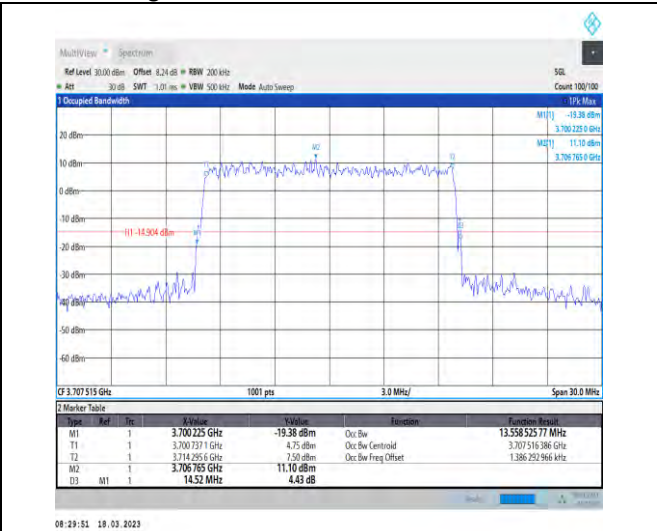 MultiView Spectrum
Ref Level 30.00 dBm Offset 8.24 dB RBW 200 kHz SGL
Att 30 dB SWT 1.01 ms VBW 500 kHz Mode Auto Sweep Count 100/100
1 Occupied Bandwidth 1Pk Max
M1[1] -19.38 dBm
3.700 225 0 GHz
M2[1] 11.10 dBm
3.706 765 0 GHz
20 dBm
M2
10 dBm
T1
T2
0 dBm
-10 dBm
H1 -14.904 dBm
M1
D3
-20 dBm
-30 dBm
-40 dBm
-50 dBm
-60 dBm
CF 3.707 515 GHz 1001 pts 3.0 MHz/ Span 30.0 MHz
2 Marker Table
Type Ref Trc X-Value Y-Value Function Function Result
M1 1 3.700 225 GHz -19.38 dBm Occ Bw 13.558 525 77 MHz
T1 1 3.700 737 1 GHz 4.75 dBm Occ Bw Centroid 3.707 516 386 GHz
T2 1 3.714 295 6 GHz 7.50 dBm Occ Bw Freq Offset 1.386 292 966 kHz
M2 1 3.706 765 GHz 11.10 dBm
D3 M1 1 14.52 MHz 4.43 dB
08:29:51 18.03.2023